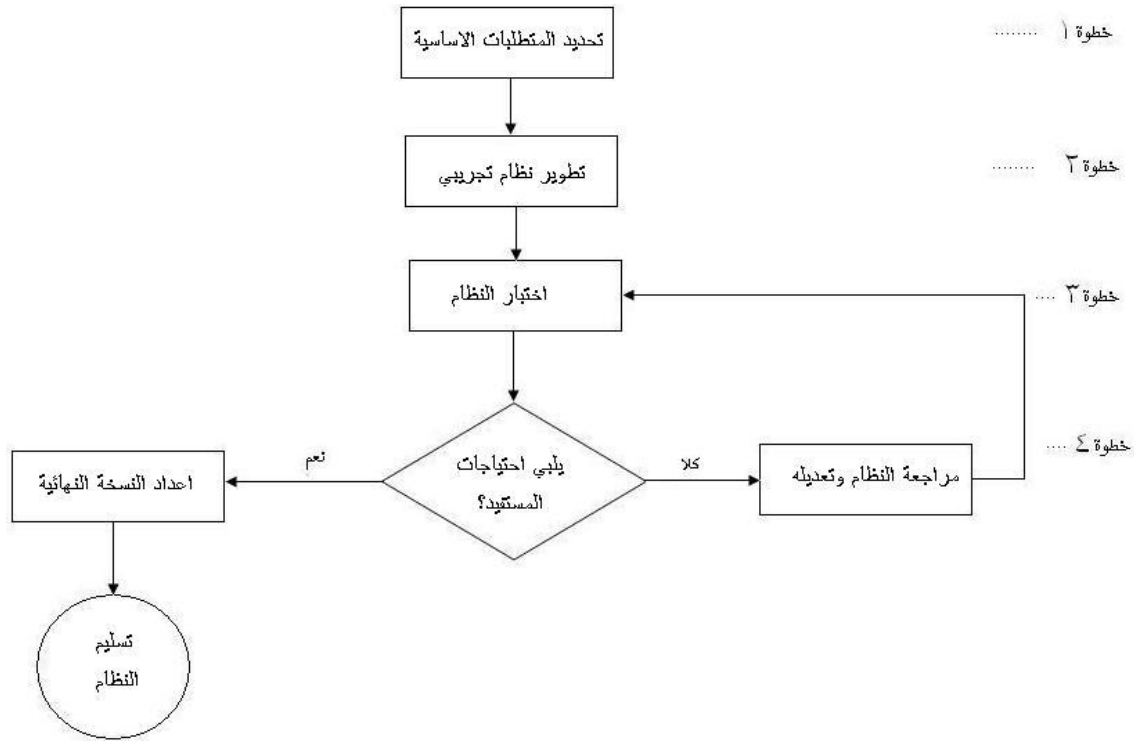 تحديد المتطلبات الاساسية
خطوة ١ ........
تطوير نظام تجريبي
خطوة ٢ ........
اختبار النظام
خطوة ٣ ....
يلبي احتياجات
المستفيد؟
كلا
مراجعة النظام وتعديله
خطوة ٤ ....
نعم
اعداد النسخة النهائية
تسليم
النظام